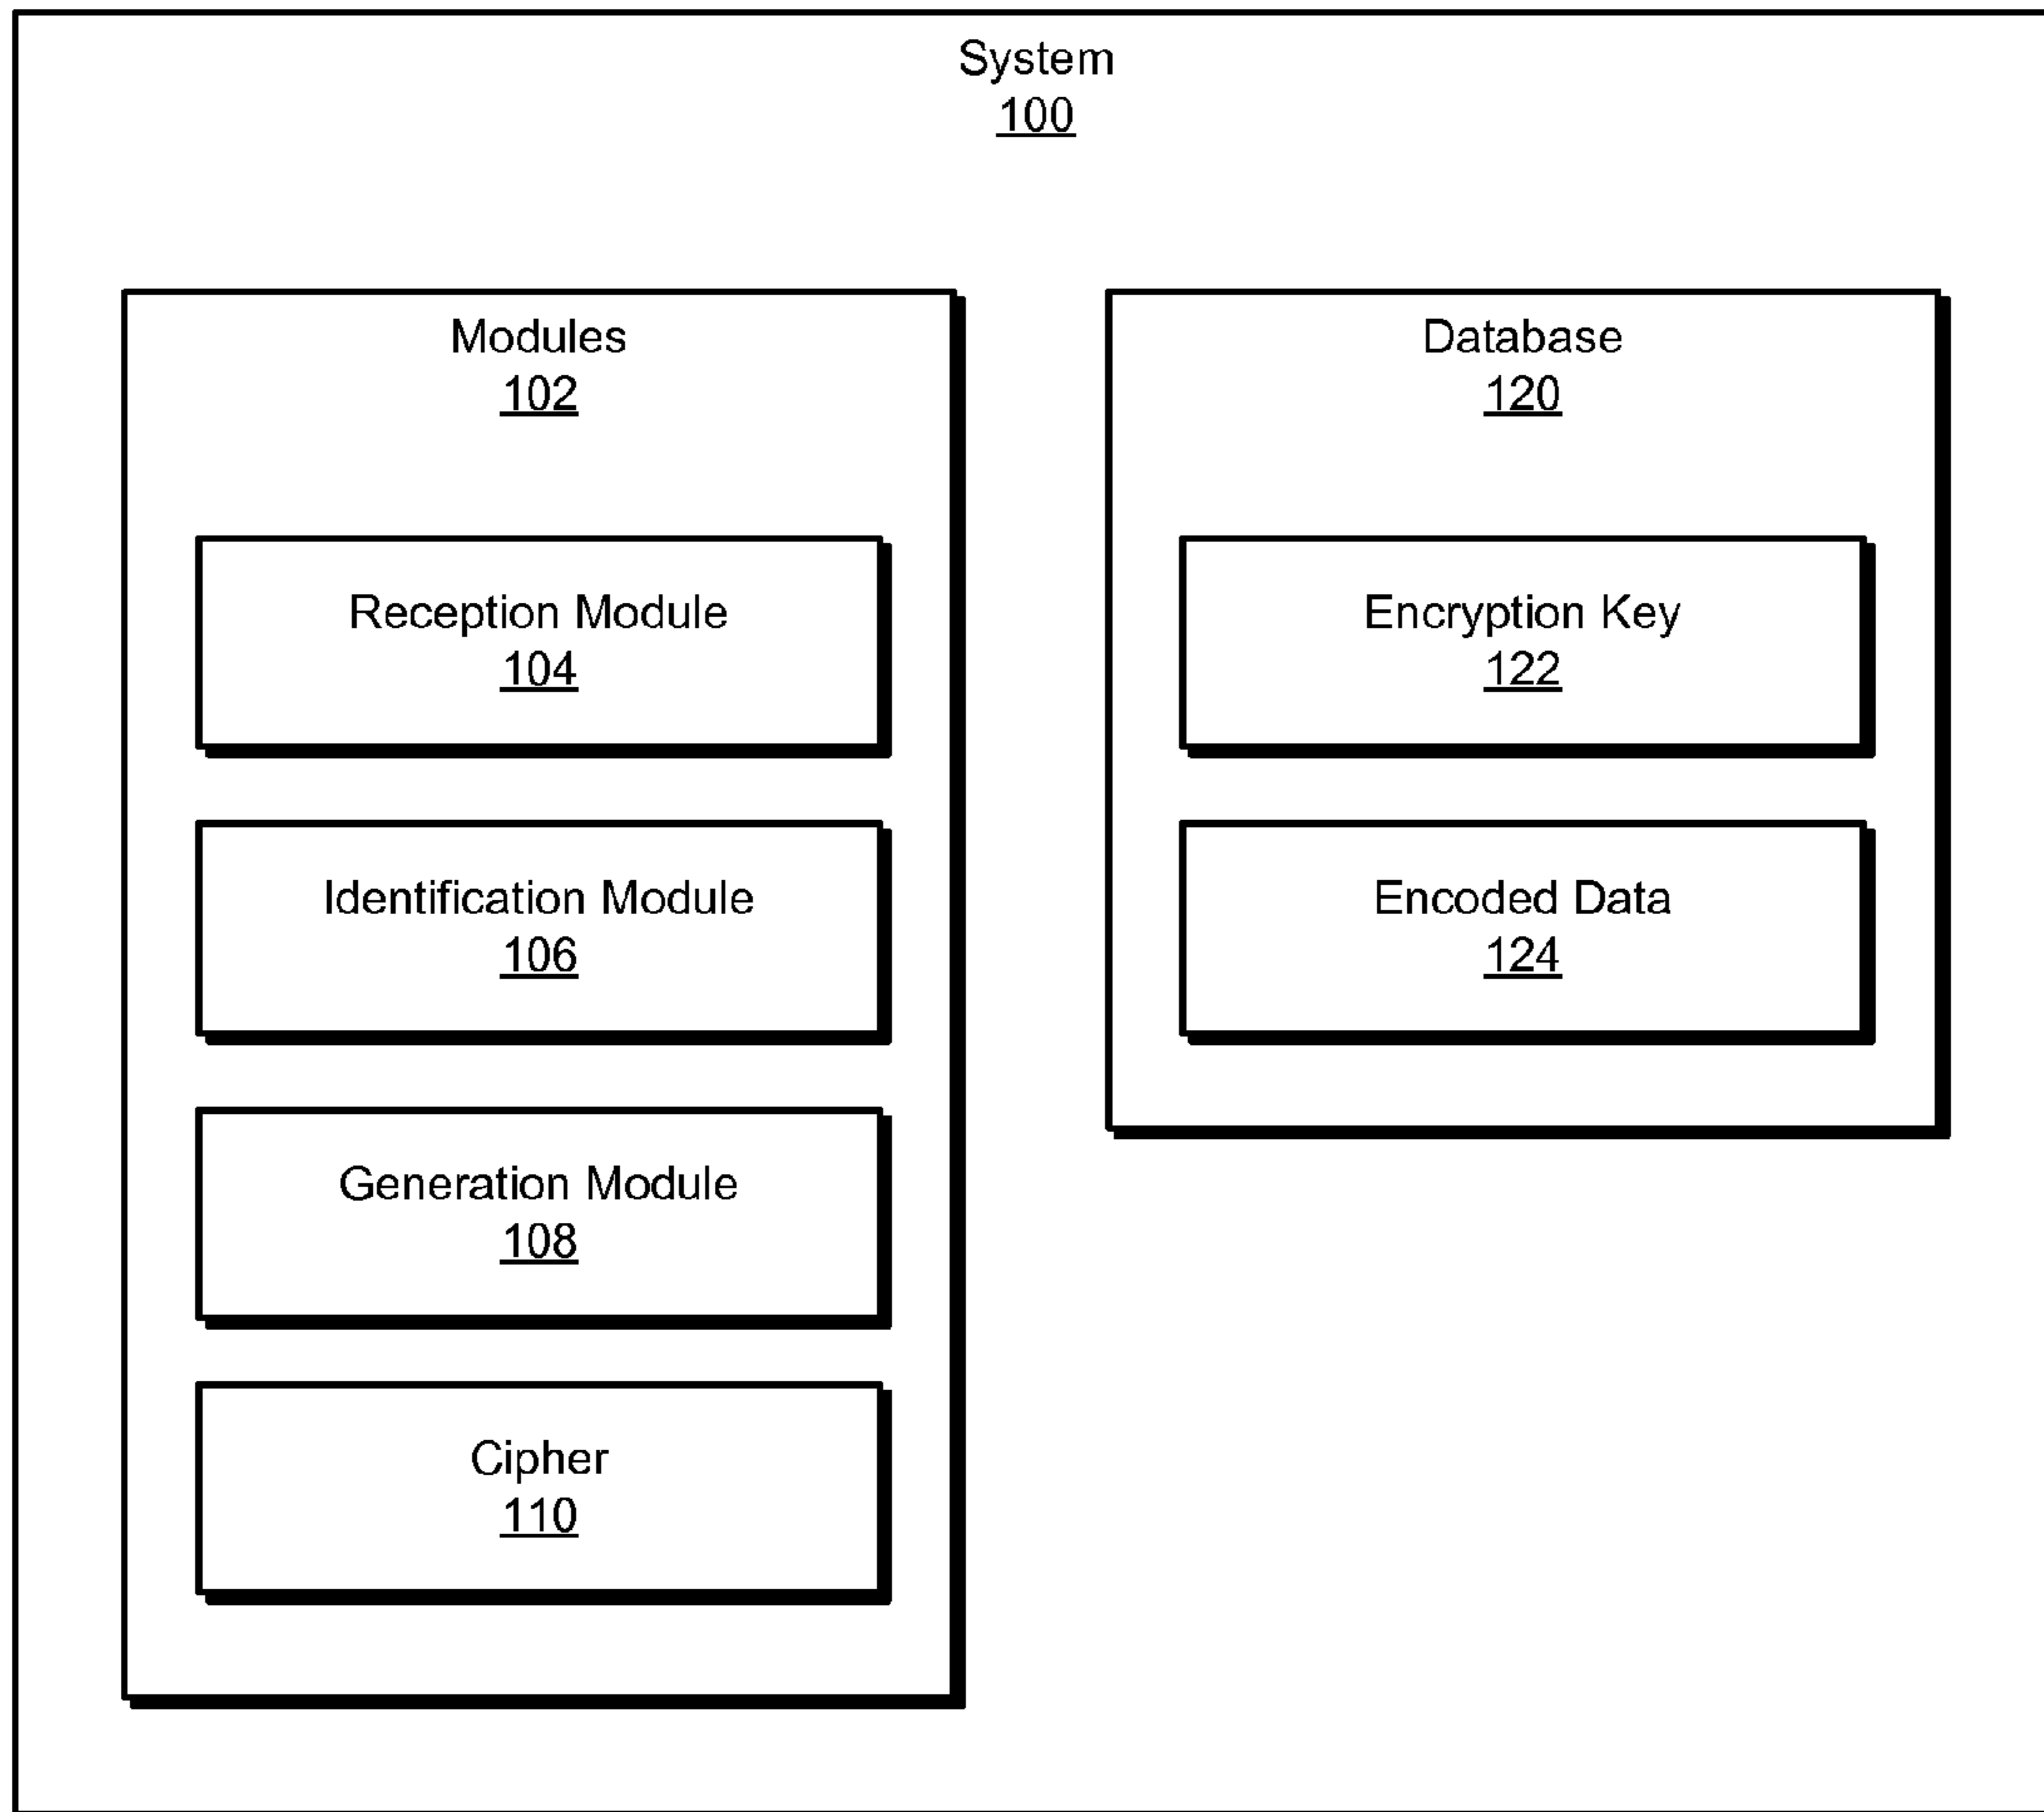 System
100
Modules
102
Reception Module
104
Identification Module
106
Generation Module
108
Cipher
110
Database
120
Encryption Key
122
Encoded Data
124